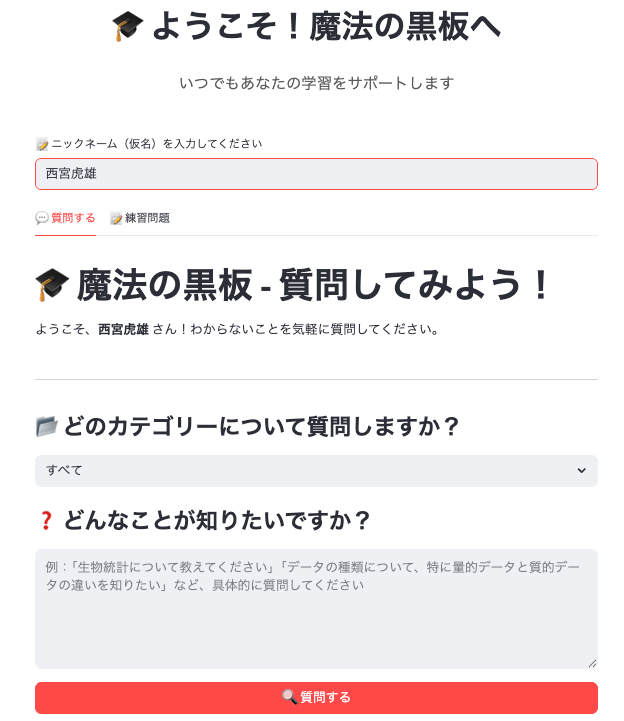 🎓 ようこそ！魔法の黒板へ
いつでもあなたの学習をサポートします
📝 ニックネーム（仮名）を入力してください
西宮虎雄
💬 質問する 📝 練習問題
🎓 魔法の黒板 - 質問してみよう！
ようこそ、西宮虎雄 さん！わからないことを気軽に質問してください。
📂 どのカテゴリーについて質問しますか？
すべて
❓ どんなことが知りたいですか？
例：「生物統計について教えてください」「データの種類について、特に量的データと質的デー
タの違いを知りたい」など、具体的に質問してください
🔍 質問する